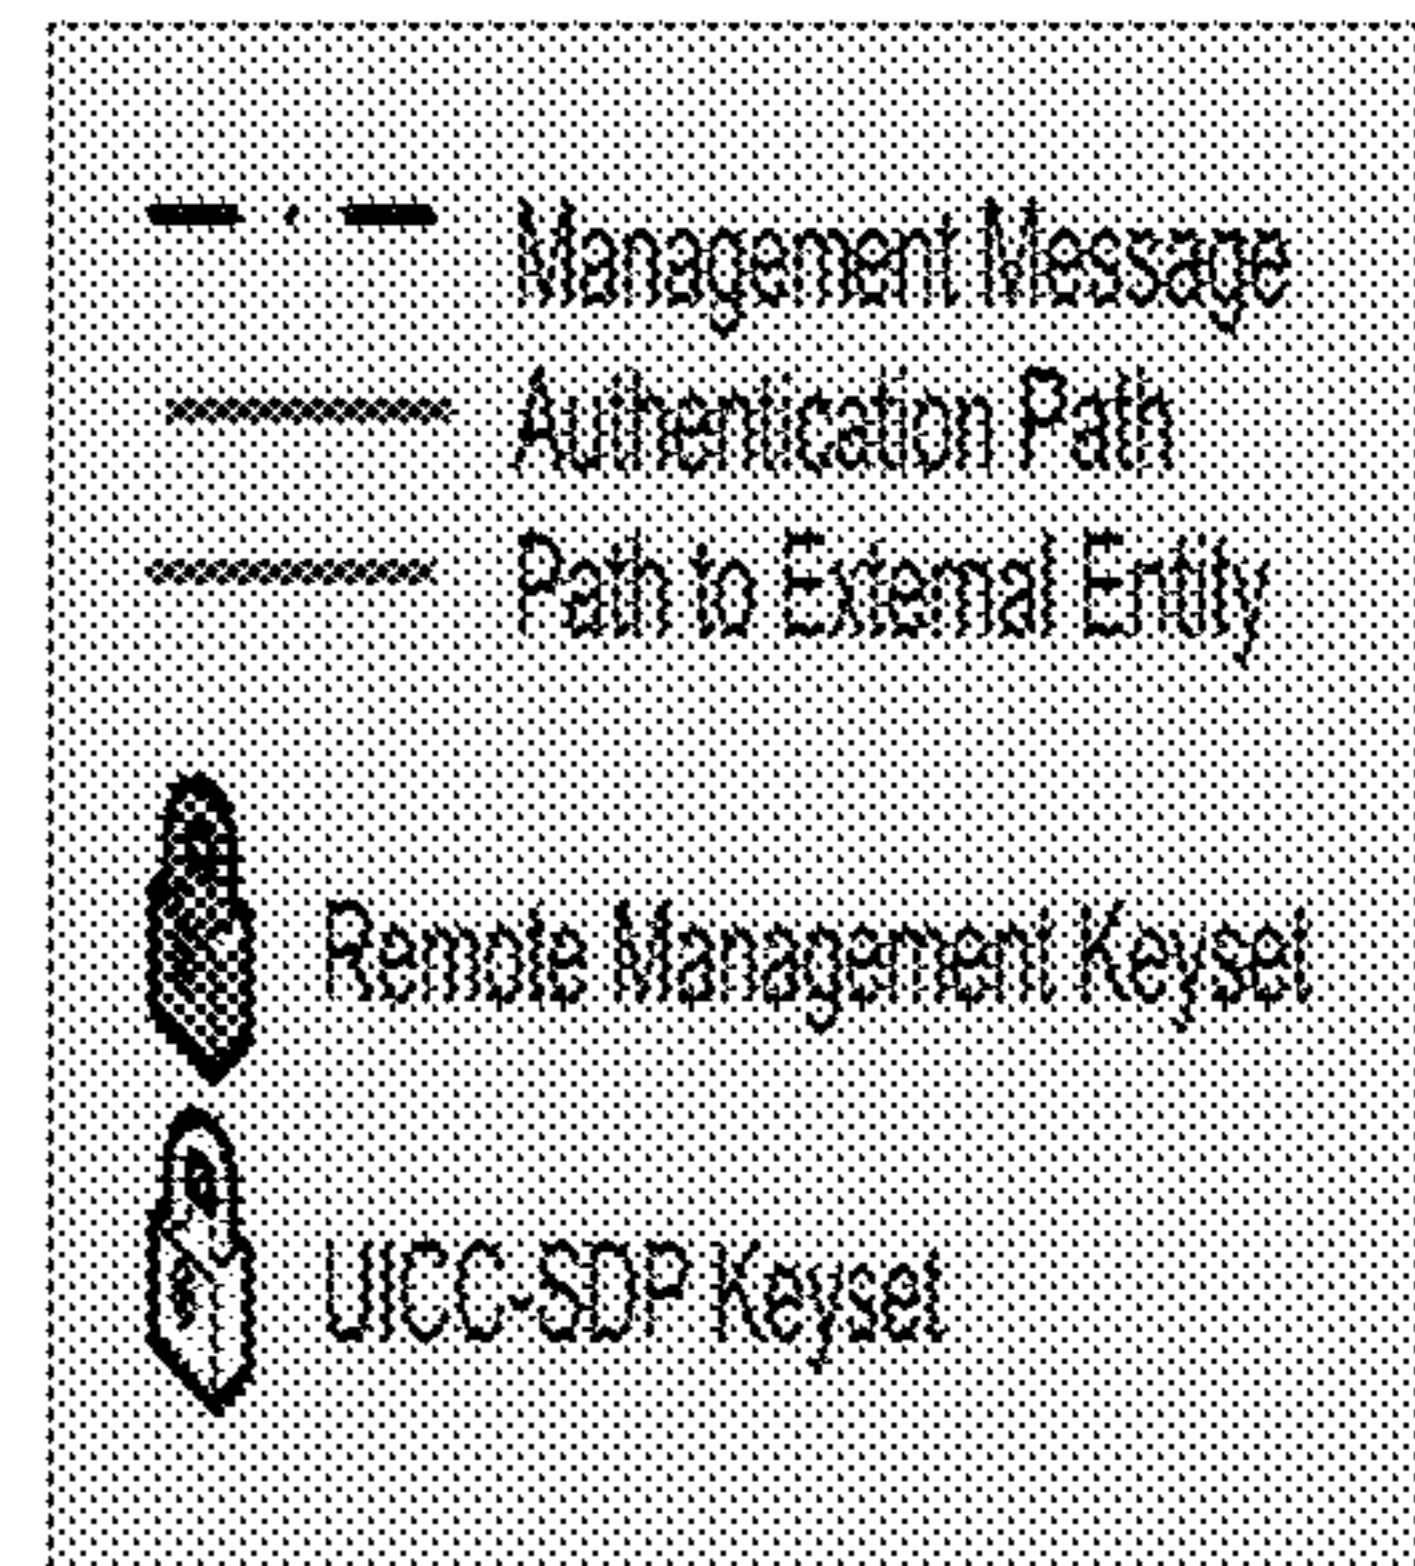 Management Message
Authentication Path
Path to External Entity
Remote Management Keyset
UICC-SDP Keyset